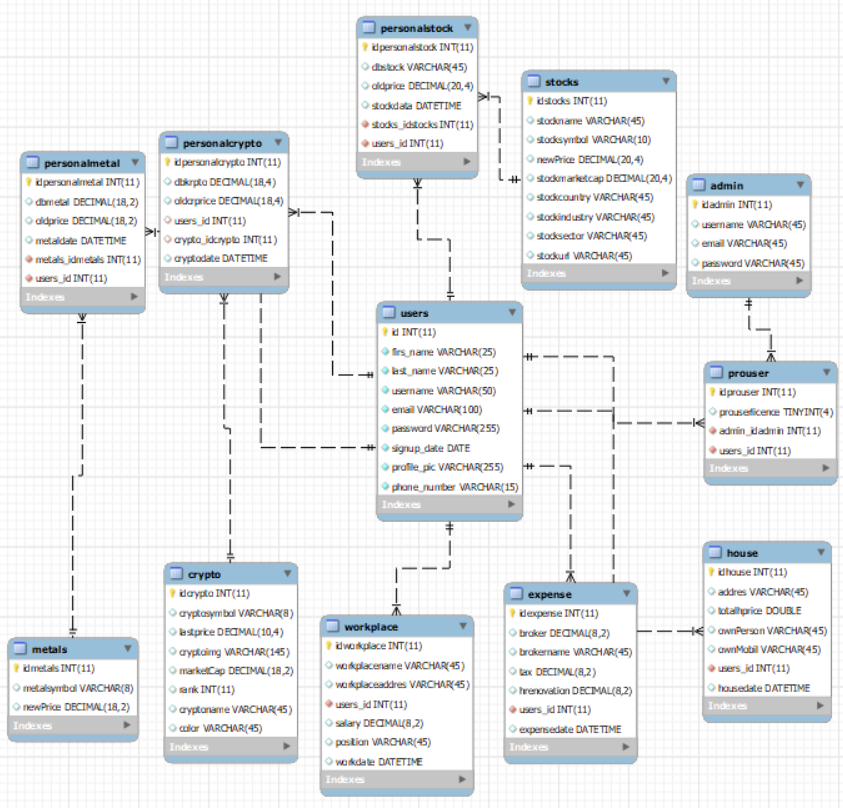 personalstock
idpersonalstock INT(11)
dbstock VARCHAR(45)
oldprice DECIMAL(20,4)
stockdata DATETIME
stocks_idstocks INT(11)
users_id INT(11)
Indexes
stocks
idstocks INT(11)
stockname VARCHAR(45)
stocksymbol VARCHAR(10)
newPrice DECIMAL(20,4)
stockmarketcap DECIMAL(20,4)
stockcountry VARCHAR(45)
stockindustry VARCHAR(45)
stocksector VARCHAR(45)
stockurl VARCHAR(45)
Indexes
personalcrypto
idpersonalcrypto INT(11)
dbkrpto DECIMAL(18,4)
oldcrprice DECIMAL(18,4)
users_id INT(11)
crypto_idcrypto INT(11)
cryptodate DATETIME
Indexes
personalmetal
idpersonalmetal INT(11)
dbmetal DECIMAL(18,2)
oldprice DECIMAL(18,2)
metaldate DATETIME
metals_idmetals INT(11)
users_id INT(11)
Indexes
admin
idadmin INT(11)
username VARCHAR(45)
email VARCHAR(45)
password VARCHAR(45)
Indexes
users
id INT(11)
firs_name VARCHAR(25)
last_name VARCHAR(25)
username VARCHAR(50)
email VARCHAR(100)
password VARCHAR(255)
signup_date DATE
profile_pic VARCHAR(255)
phone_number VARCHAR(15)
Indexes
prouser
idprouser INT(11)
prouserlicence TINYINT(4)
admin_idadmin INT(11)
users_id INT(11)
Indexes
house
idhouse INT(11)
addres VARCHAR(45)
totalhprice DOUBLE
ownPerson VARCHAR(45)
ownMobil VARCHAR(45)
users_id INT(11)
housedate DATETIME
Indexes
crypto
idcrypto INT(11)
cryptosymbol VARCHAR(8)
lastprice DECIMAL(10,4)
cryptoimg VARCHAR(145)
marketCap DECIMAL(18,2)
rank INT(11)
cryptoname VARCHAR(45)
color VARCHAR(45)
Indexes
expense
idexpense INT(11)
broker DECIMAL(8,2)
brokername VARCHAR(45)
tax DECIMAL(8,2)
hrenovation DECIMAL(8,2)
users_id INT(11)
expensedate DATETIME
Indexes
workplace
idworkplace INT(11)
workplacename VARCHAR(45)
workplaceaddres VARCHAR(45)
users_id INT(11)
salary DECIMAL(8,2)
position VARCHAR(45)
workdate DATETIME
Indexes
metals
idmetals INT(11)
metalsymbol VARCHAR(8)
newPrice DECIMAL(18,2)
Indexes